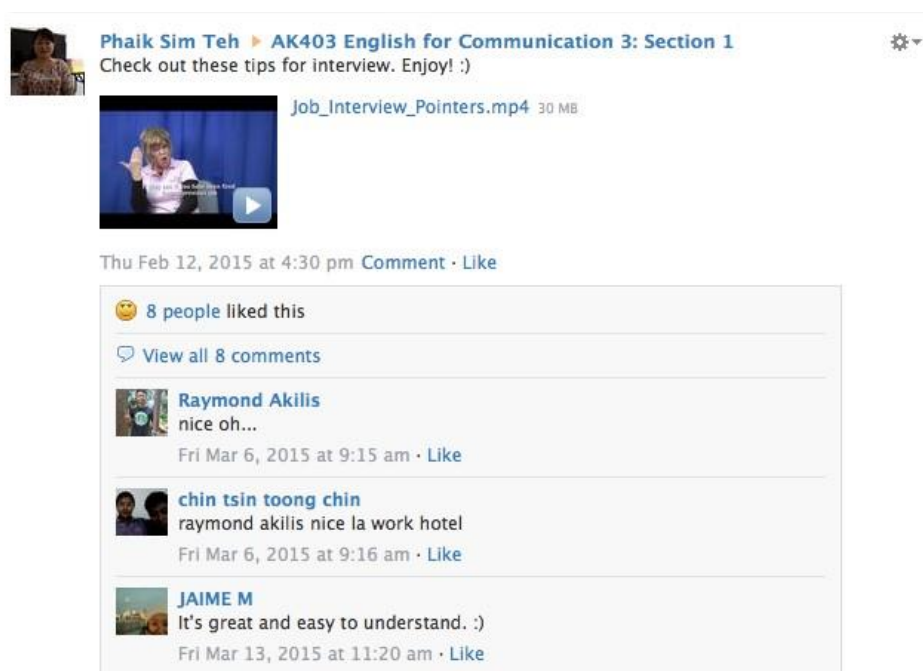 Phaik Sim Teh ▸ AK403 English for Communication 3: Section 1
Check out these tips for interview. Enjoy! :)
Job_Interview_Pointers.mp4 30 MB
Thu Feb 12, 2015 at 4:30 pm Comment · Like
8 people liked this
View all 8 comments
Raymond Akilis
nice oh...
Fri Mar 6, 2015 at 9:15 am · Like
chin tsin toong chin
raymond akilis nice la work hotel
Fri Mar 6, 2015 at 9:16 am · Like
JAIME M
It's great and easy to understand. :)
Fri Mar 13, 2015 at 11:20 am · Like